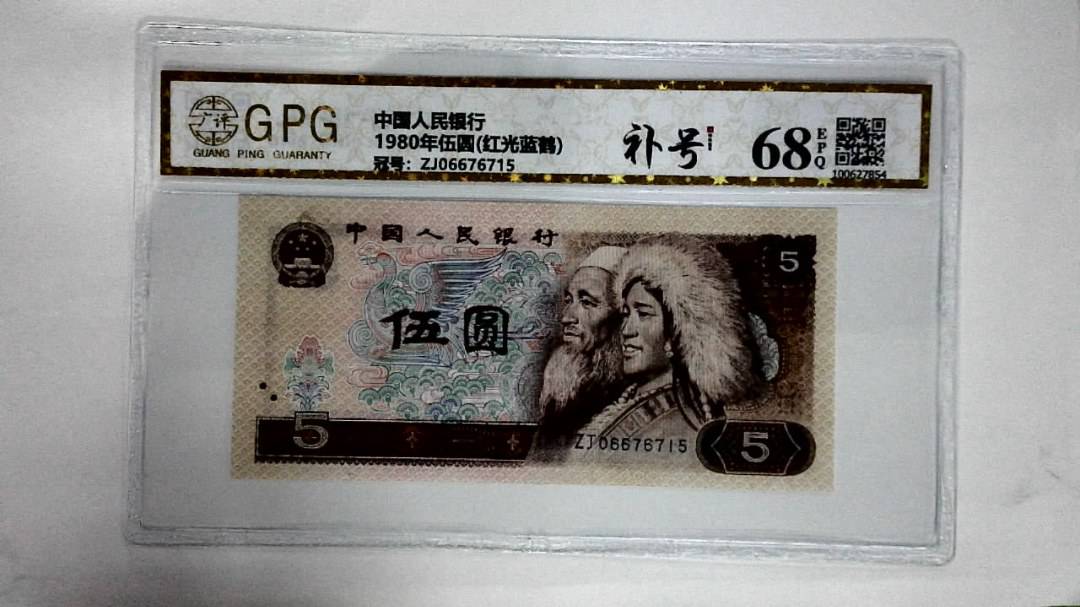 广评
GPG
GUANG PING GUARANTY
中国人民银行
1980年伍圆(红光蓝鹤)
冠号: ZJ06676715
补号
68
EPQ
100627854
中国人民银行
5
伍圆
5
ZJ06676715
5